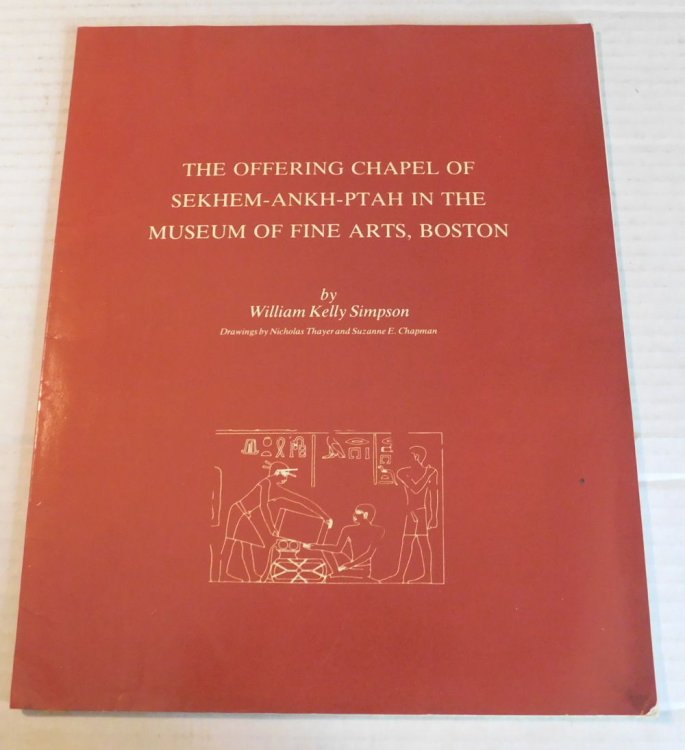 THE OFFERING CHAPEL OF
SEKHEM-ANKH-PTAH IN THE
MUSEUM OF FINE ARTS, BOSTON
by
William Kelly Simpson
Drawings by Nicholas Thayer and Suzanne E. Chapman